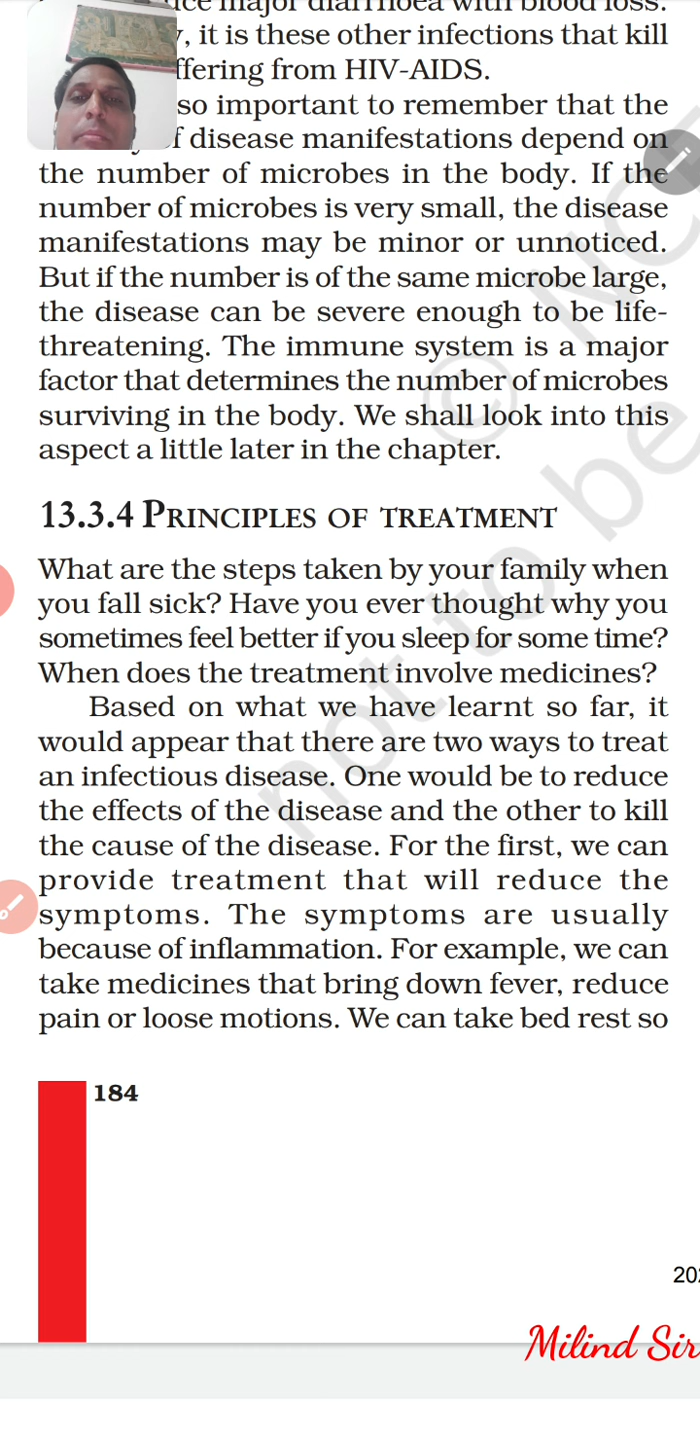 major diarrhoea with blood loss.
, it is these other infections that kill
ffering from HIV-AIDS.
so important to remember that the
f disease manifestations depend on
the number of microbes in the body. If the
number of microbes is very small, the disease
manifestations may be minor or unnoticed.
But if the number is of the same microbe large,
the disease can be severe enough to be life-
threatening. The immune system is a major
factor that determines the number of microbes
surviving in the body. We shall look into this
aspect a little later in the chapter.
13.3.4 PRINCIPLES OF TREATMENT
What are the steps taken by your family when
you fall sick? Have you ever thought why you
sometimes feel better if you sleep for some time?
When does the treatment involve medicines?
Based on what we have learnt so far, it
would appear that there are two ways to treat
an infectious disease. One would be to reduce
the effects of the disease and the other to kill
the cause of the disease. For the first, we can
provide treatment that will reduce the
symptoms. The symptoms are usually
because of inflammation. For example, we can
take medicines that bring down fever, reduce
pain or loose motions. We can take bed rest so
184
© NC
not to be
20
Milind Sir